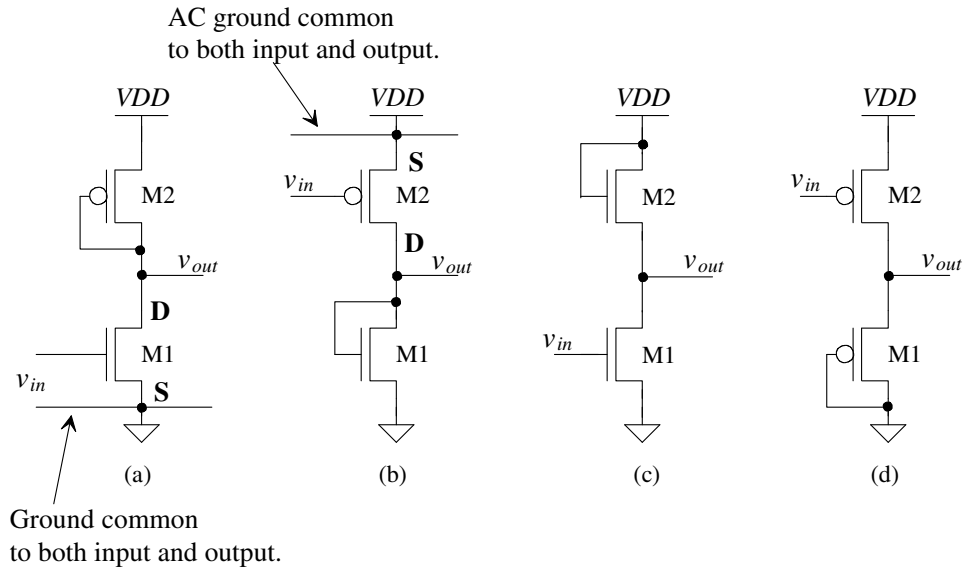 AC ground common
to both input and output.
VDD
VDD
VDD
VDD
S
v_in
M2
M2
M2
v_in
M2
D
v_out
v_out
v_out
v_out
D
M1
M1
v_in
M1
M1
v_in
S
(a)
(b)
(c)
(d)
Ground common
to both input and output.